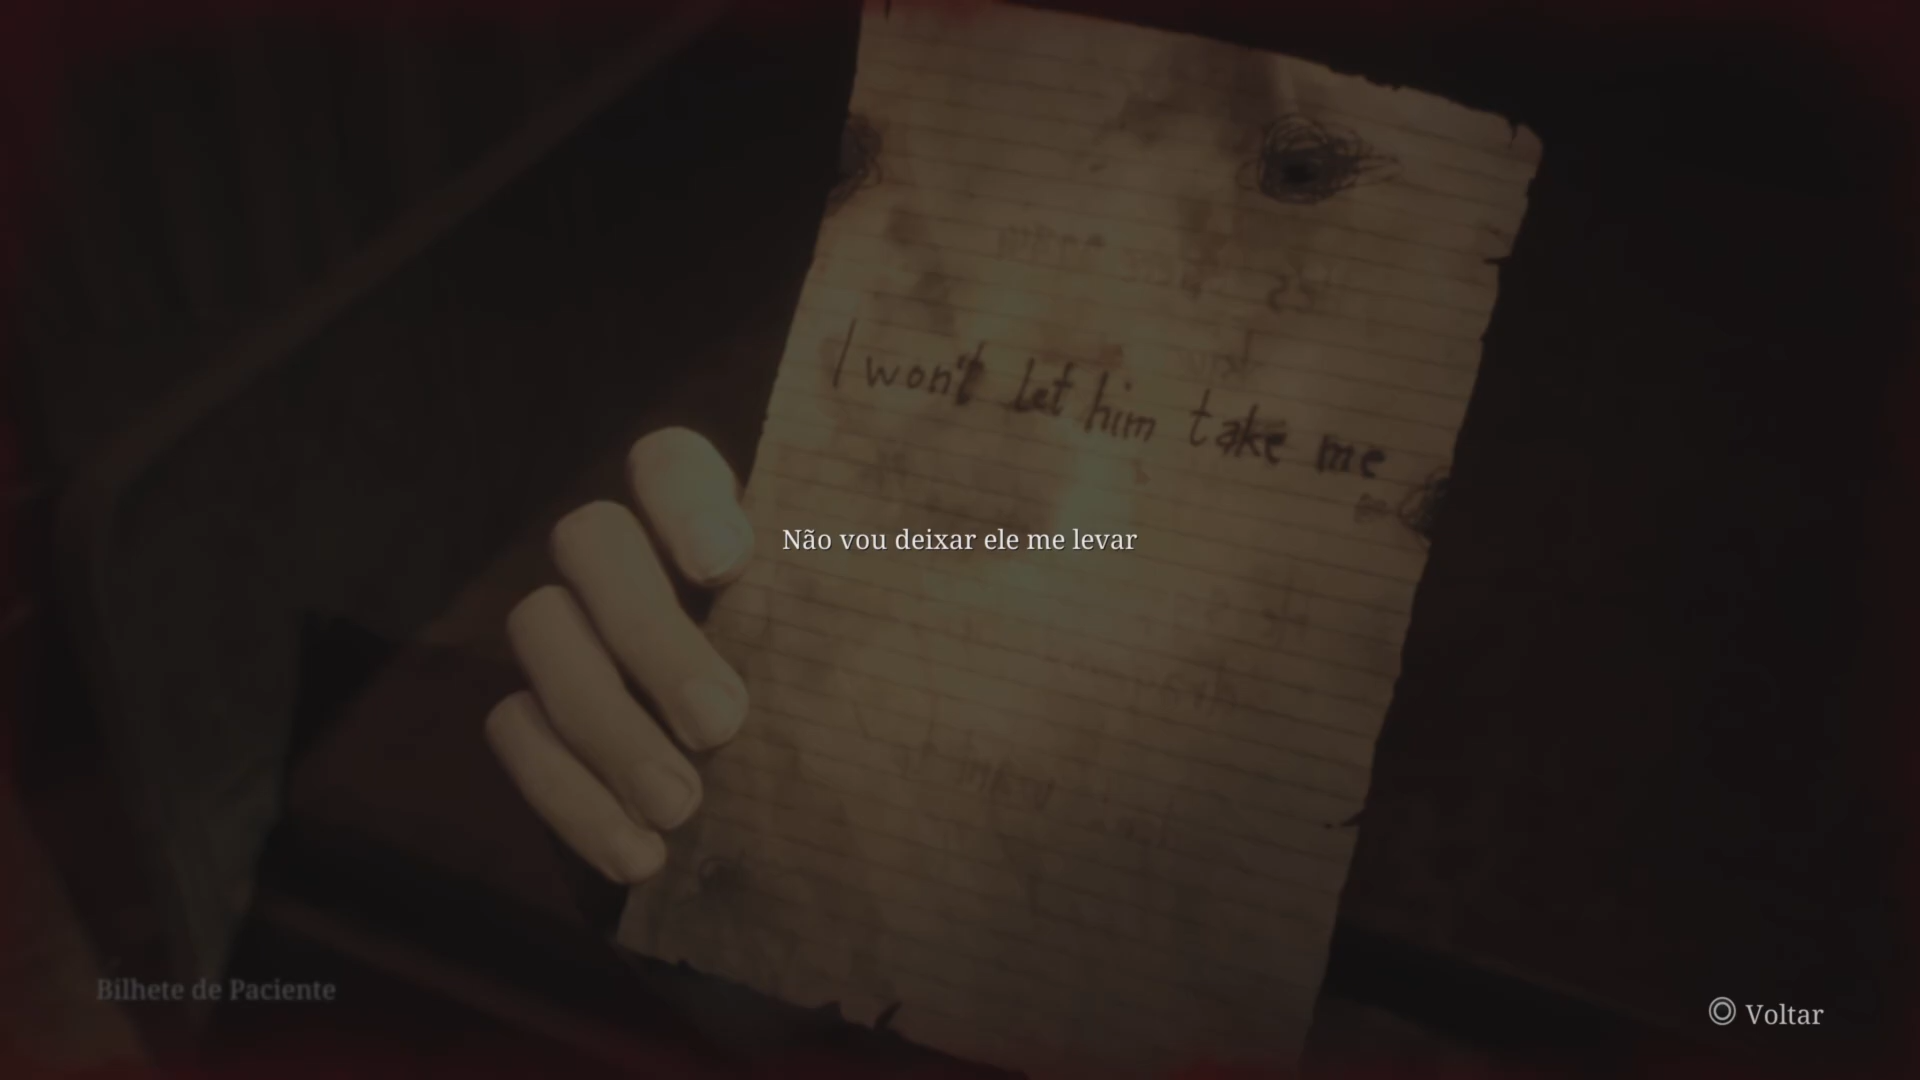 I won't let him take me
Não vou deixar ele me levar
Bilhete de Paciente
Voltar